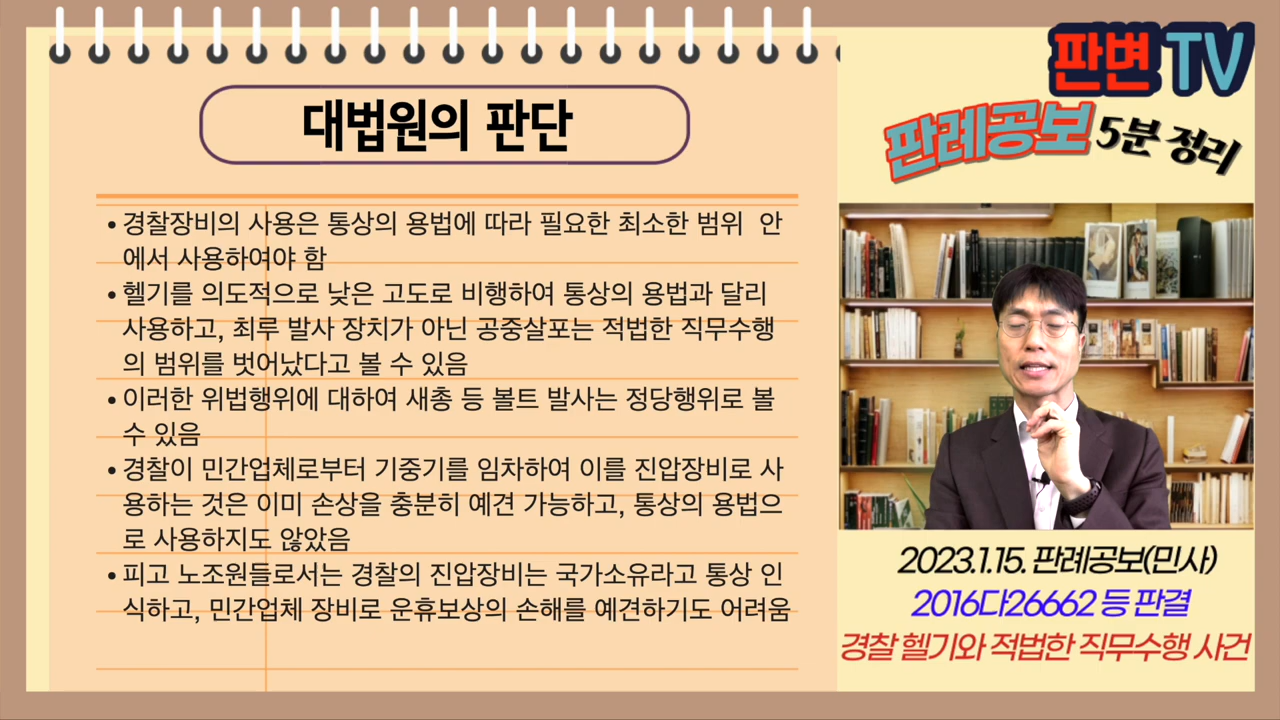 대법원의 판단
• 경찰장비의 사용은 통상의 용법에 따라 필요한 최소한 범위 안
에서 사용하여야 함
• 헬기를 의도적으로 낮은 고도로 비행하여 통상의 용법과 달리
사용하고, 최루 발사 장치가 아닌 공중살포는 적법한 직무수행
의 범위를 벗어났다고 볼 수 있음
• 이러한 위법행위에 대하여 새총 등 볼트 발사는 정당행위로 볼
수 있음
• 경찰이 민간업체로부터 기중기를 임차하여 이를 진압장비로 사
용하는 것은 이미 손상을 충분히 예견 가능하고, 통상의 용법으
로 사용하지도 않았음
• 피고 노조원들로서는 경찰의 진압장비는 국가소유라고 통상 인
식하고, 민간업체 장비로 운휴보상의 손해를 예견하기도 어려움
판변 TV
판례공보 5분 정리
2023.1.15. 판례공보(민사)
2016다26662 등 판결
경찰 헬기와 적법한 직무수행 사건